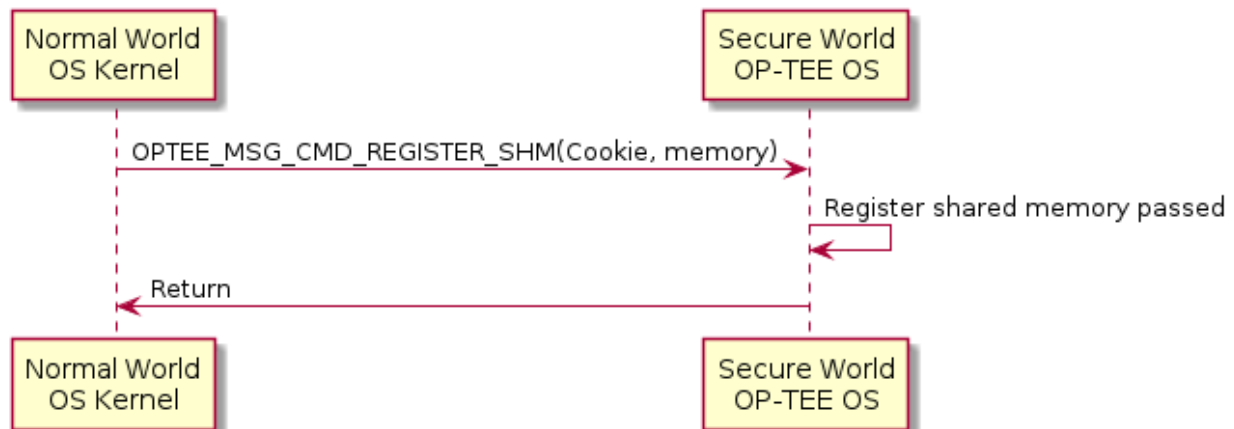 Normal World
OS Kernel
Secure World
OP-TEE OS
OPTEE_MSG_CMD_REGISTER_SHM(Cookie, memory)
Register shared memory passed
Return
Normal World
OS Kernel
Secure World
OP-TEE OS